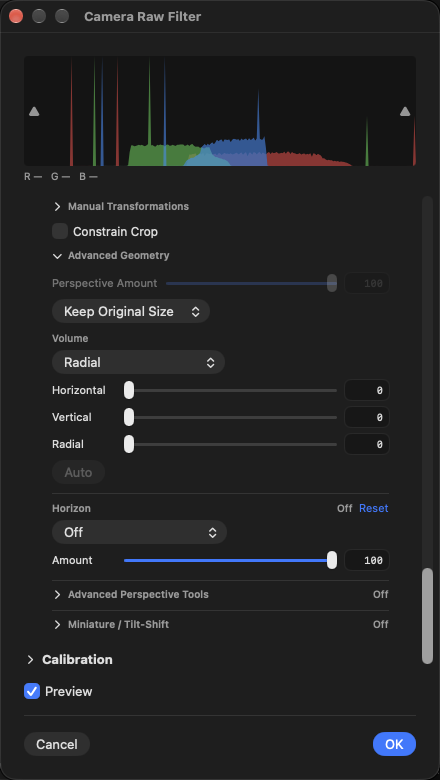 Camera Raw Filter
R — G — B —
Manual Transformations
Constrain Crop
Advanced Geometry
Perspective Amount 100
Keep Original Size
Volume
Radial
Horizontal 0
Vertical 0
Radial 0
Auto
Horizon Off Reset
Off
Amount 100
Advanced Perspective Tools Off
Miniature / Tilt-Shift Off
Calibration
Preview
Cancel OK